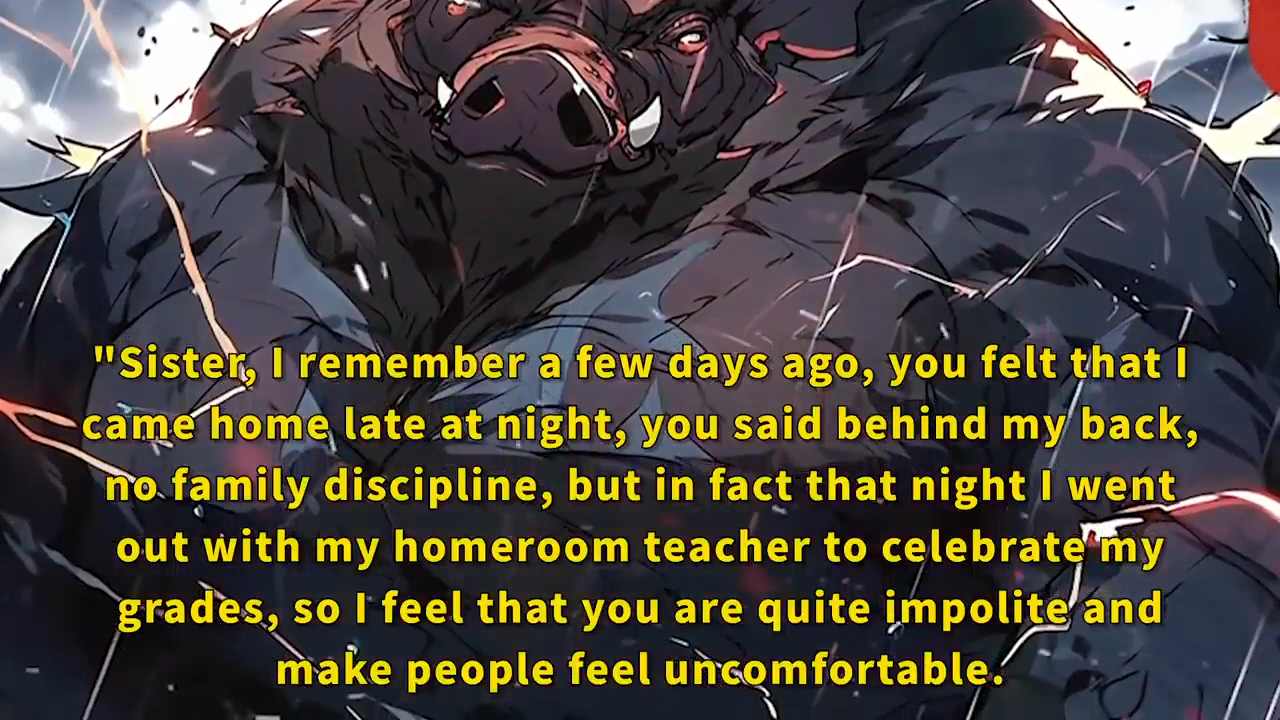 "Sister, I remember a few days ago, you felt that I
came home late at night, you said behind my back,
no family discipline, but in fact that night I went
out with my homeroom teacher to celebrate my
grades, so I feel that you are quite impolite and
make people feel uncomfortable.